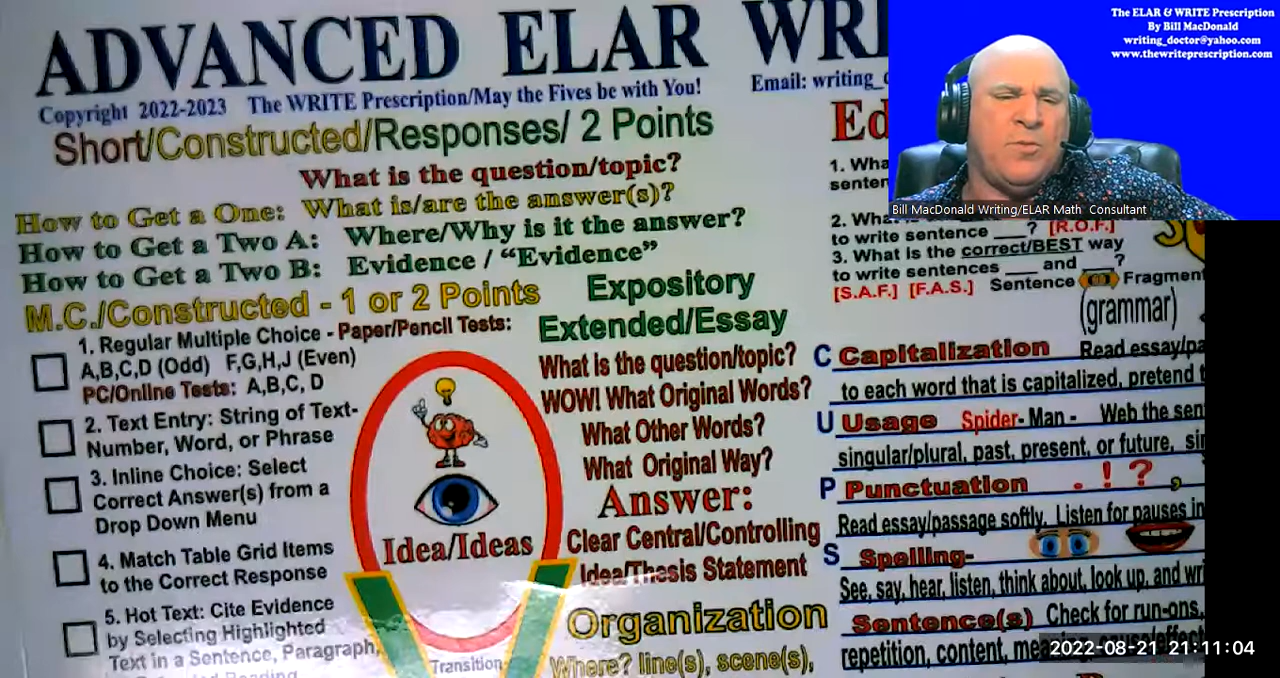 ADVANCED ELAR WRI
Copyright 2022-2023 The WRITE Prescription/May the Fives be with You! Email: writing_
Short/Constructed/Responses/ 2 Points
What is the question/topic?
How to Get a One: What is/are the answer(s)?
How to Get a Two A: Where/Why is it the answer?
How to Get a Two B: Evidence / “Evidence”
M.C./Constructed - 1 or 2 Points
1. Regular Multiple Choice - Paper/Pencil Tests:
A,B,C,D (Odd) F,G,H,J (Even)
PC/Online Tests: A,B,C, D
2. Text Entry: String of Text-
Number, Word, or Phrase
3. Inline Choice: Select
Correct Answer(s) from a
Drop Down Menu
4. Match Table Grid Items
to the Correct Response
5. Hot Text: Cite Evidence
by Selecting Highlighted
Text in a Sentence, Paragraph,
Idea/Ideas
Transition
Expository
Extended/Essay
What is the question/topic?
WOW! What Original Words?
What Other Words?
What Original Way?
Answer:
Clear Central/Controlling
Idea/Thesis Statement
Organization
Where? line(s), scene(s),
Ed
1. Wha
senten
2. Wha
to write sentence ___? [R.O.F.]
3. What is the correct/BEST way
to write sentences ___ and ___?
[S.A.F.] [F.A.S.] Sentence Fragment
(grammar)
C Capitalization Read essay/pa
to each word that is capitalized, pretend t
U Usage Spider-Man - Web the sen
singular/plural, past, present, or future, si
P Punctuation . ! ? ,
Read essay/passage softly. Listen for pauses in
S Spelling-
See, say, hear, listen, think about, look up, and wri
Sentence(s) Check for run-ons,
repetition, content,
The ELAR & WRITE Prescription
By Bill MacDonald
writing_doctor@yahoo.com
www.thewriteprescription.com
Bill MacDonald Writing/ELAR Math Consultant
2022-08-21 21:11:04